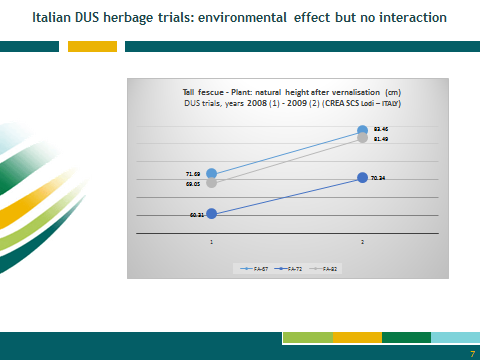 Italian DUS herbage trials: environmental effect but no interaction
Tall fescue - Plant: natural height after vernalisation (cm)
DUS trials, years 2008 (1) - 2009 (2) (CREA SCS Lodi – ITALY)
83.46
81.49
71.69
69.05
70.34
60.31
1
2
FA-67
FA-72
FA-82
7